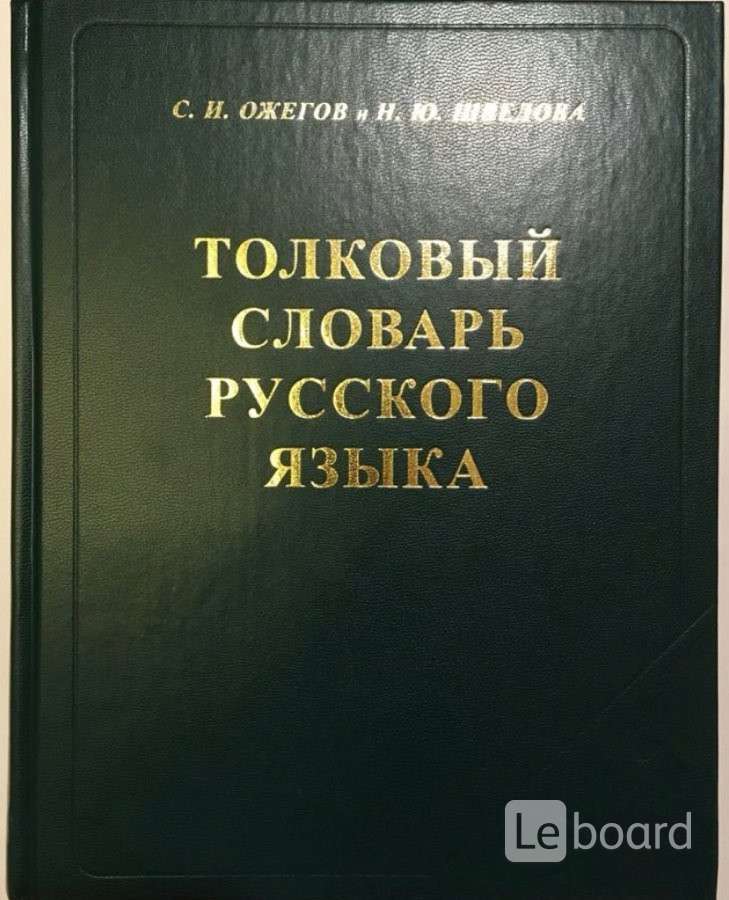 С. И. ОЖЕГОВ и Н. Ю. ШВЕДОВА
ТОЛКОВЫЙ
СЛОВАРЬ
РУССКОГО
ЯЗЫКА
Leboard